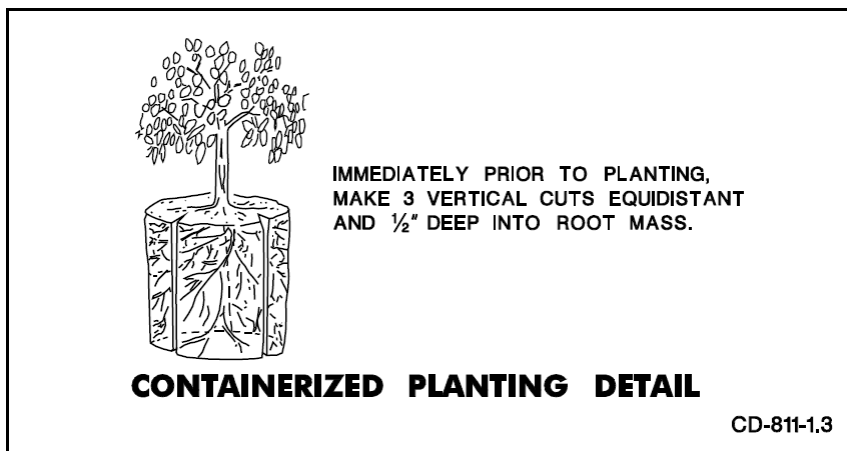 IMMEDIATELY PRIOR TO PLANTING,
MAKE 3 VERTICAL CUTS EQUIDISTANT
AND ½" DEEP INTO ROOT MASS.
CONTAINERIZED PLANTING DETAIL
CD-811-1.3